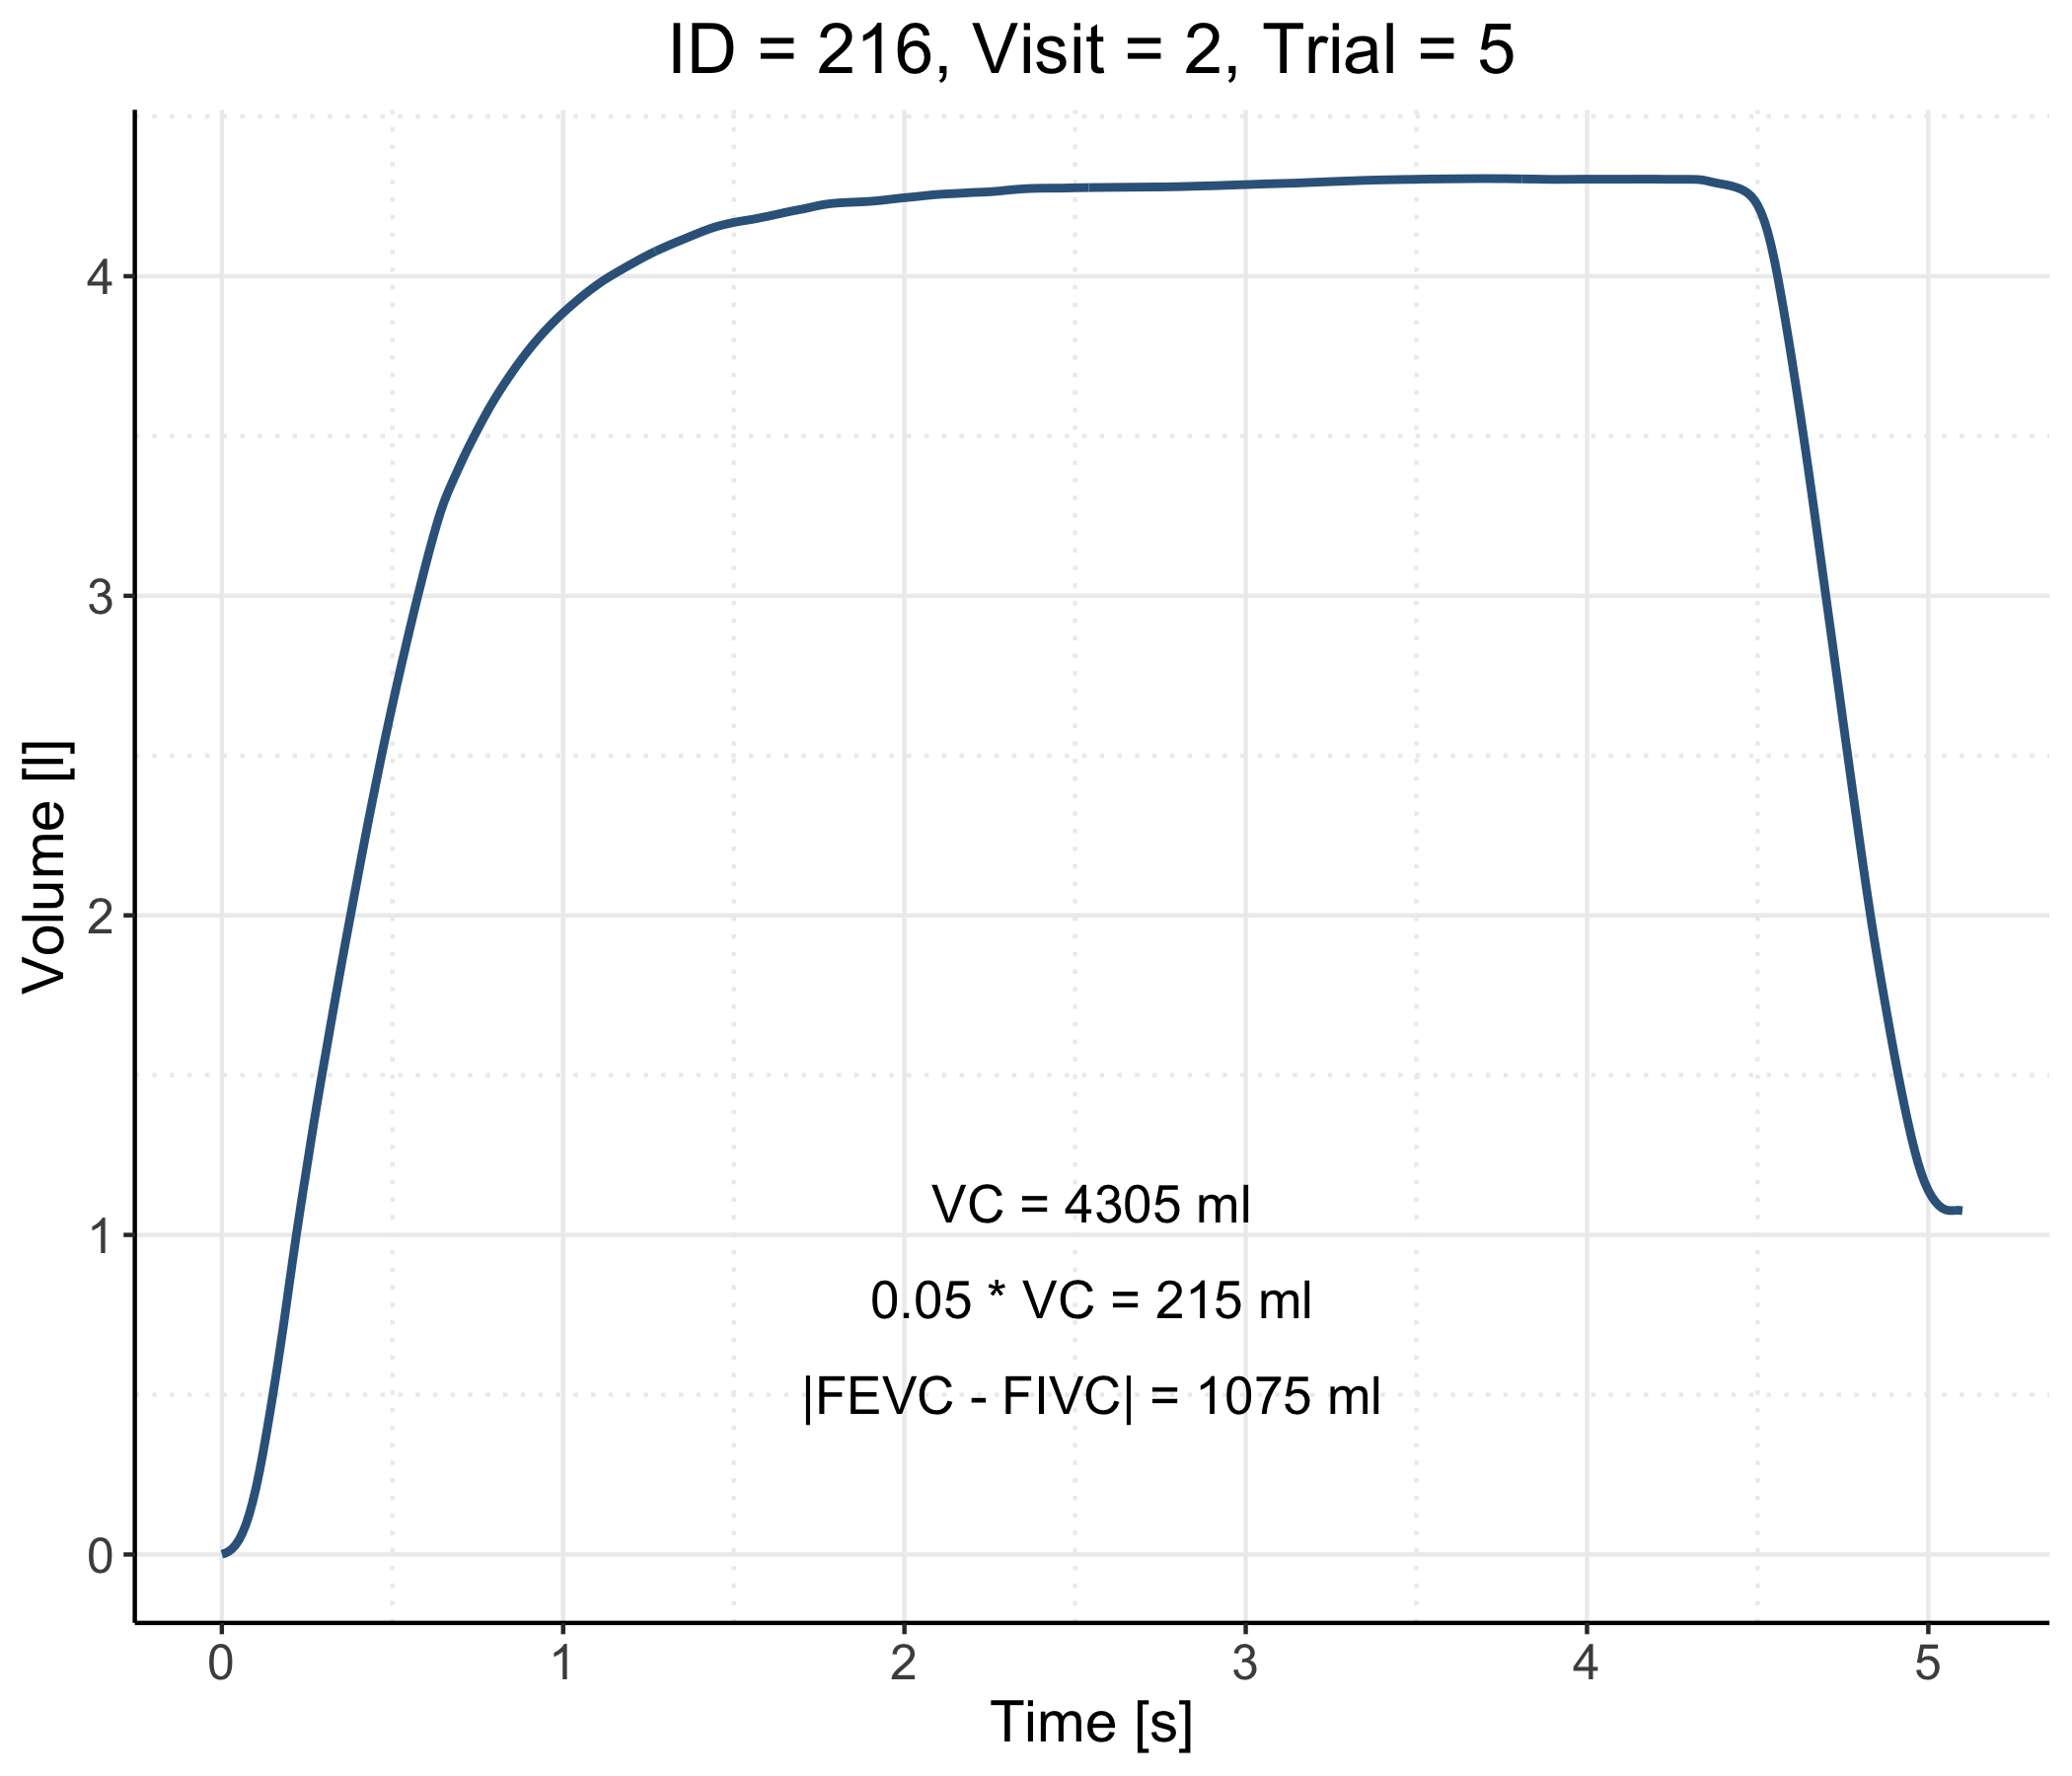 ID = 216, Visit = 2, Trial = 5
Volume [l]
4
3
2
1
0
VC = 4305 ml
0.05 * VC = 215 ml
|FEVC - FIVC| = 1075 ml
0 1 2 3 4 5
Time [s]